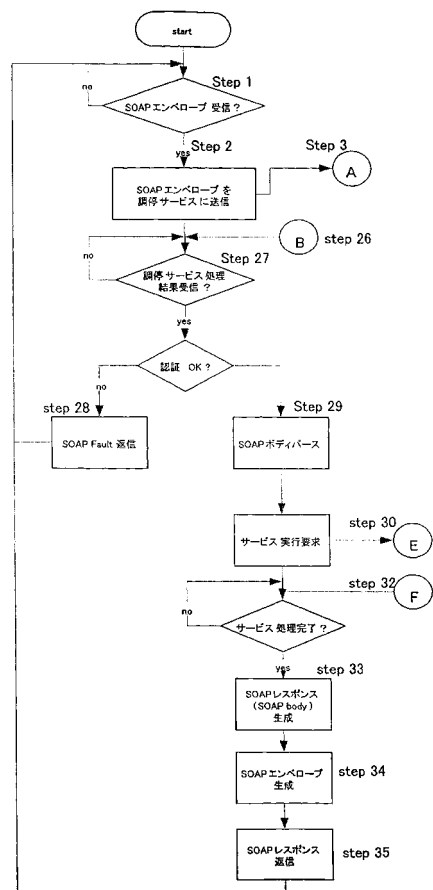 start
Step 1
no
SOAPエンベロープ 受信？
yes
Step 2
Step 3
SOAPエンベロープ を
調停サービス に送信
A
B
step 26
Step 27
no
調停サービス 処理
結果受信 ？
yes
認証 OK？
no
step 28
SOAP Fault 返信
Step 29
SOAPボディパース
サービス 実行要求
step 30
E
step 32
F
no
サービス 処理完了 ？
yes
step 33
SOAPレスポンス
(SOAP body)
生成
SOAPエンベロープ
生成
step 34
SOAPレスポンス
返信
step 35